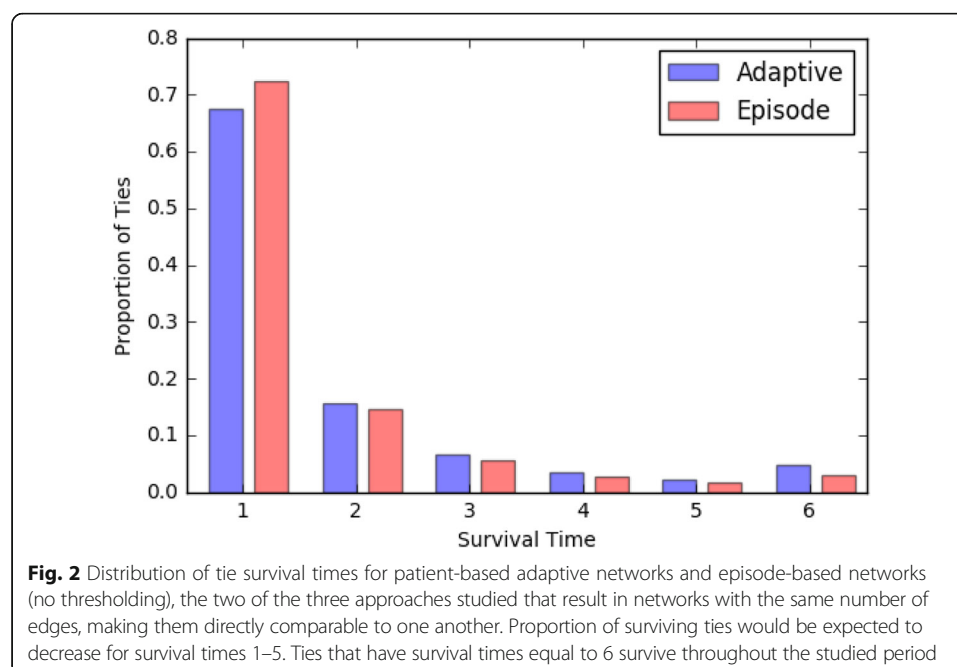 0.8
0.7
0.6
0.5
0.4
0.3
0.2
0.1
0.0
Proportion of Ties
Adaptive
Episode
1 2 3 4 5 6
Survival Time
Fig. 2 Distribution of tie survival times for patient-based adaptive networks and episode-based networks
(no thresholding), the two of the three approaches studied that result in networks with the same number of
edges, making them directly comparable to one another. Proportion of surviving ties would be expected to
decrease for survival times 1–5. Ties that have survival times equal to 6 survive throughout the studied period